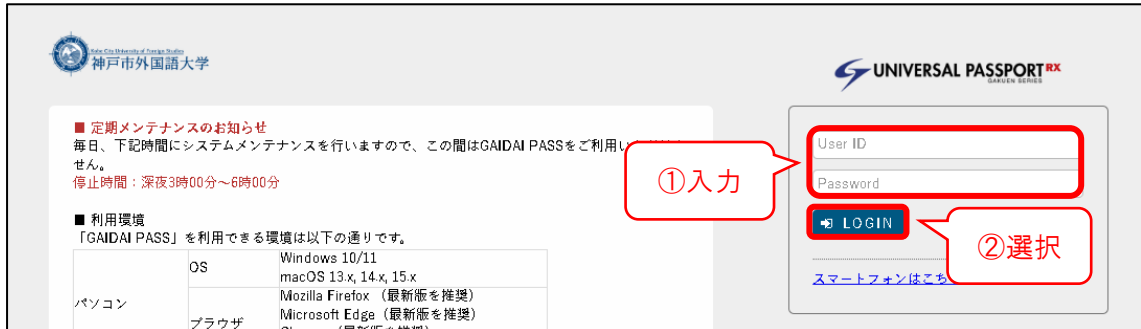 Kobe City University of Foreign Studies
神戸市外国語大学
UNIVERSAL PASSPORT RX
GAKUEN SERIES
■ 定期メンテナンスのお知らせ
毎日、下記時間にシステムメンテナンスを行いますので、この間はGAIDAI PASSをご利用い
せん。
停止時間：深夜3時00分～6時00分
■ 利用環境
「GAIDAI PASS」を利用できる環境は以下の通りです。
パソコン
OS
Windows 10/11
macOS 13.x, 14.x, 15.x
ブラウザ
Mozilla Firefox （最新版を推奨）
Microsoft Edge（最新版を推奨）
User ID
Password
①入力
LOGIN
②選択
スマートフォンはこち